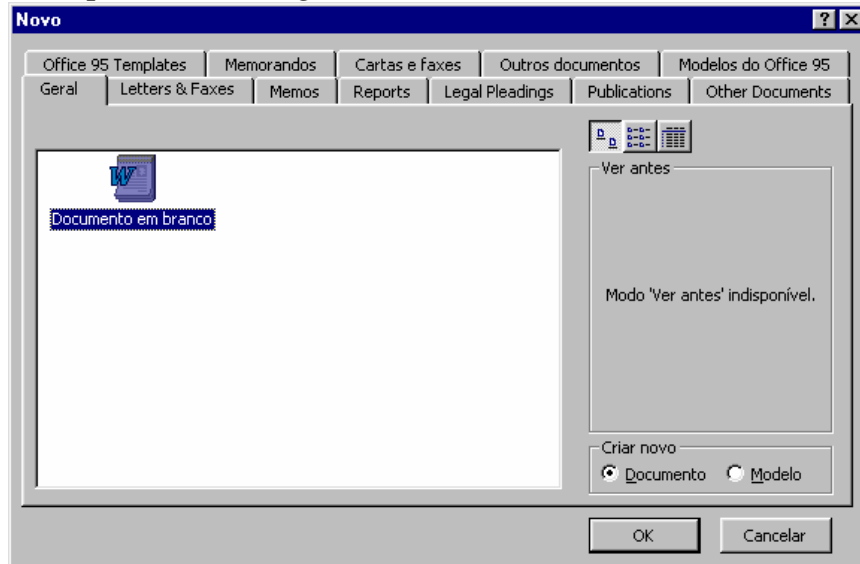 Novo
Office 95 Templates Memorandos Cartas e faxes Outros documentos Modelos do Office 95
Geral Letters & Faxes Memos Reports Legal Pleadings Publications Other Documents
Ver antes
Documento em branco
Modo 'Ver antes' indisponível.
Criar novo
Documento Modelo
OK Cancelar